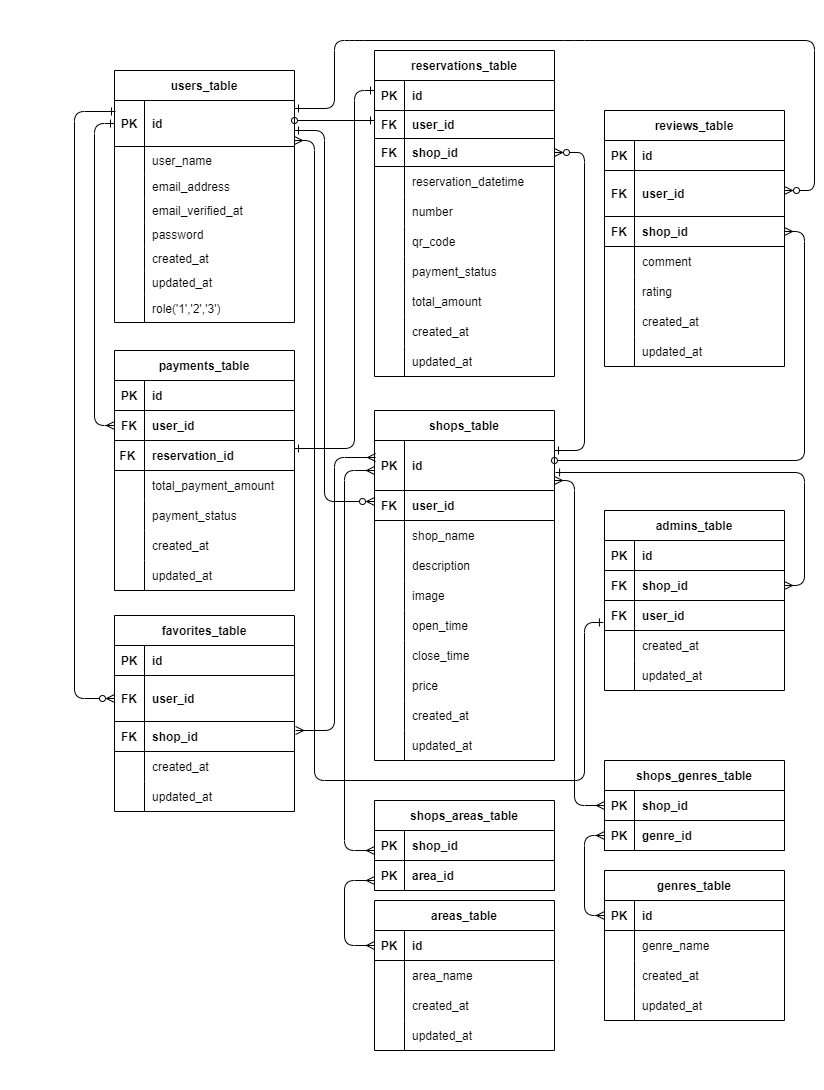 users_table
PK id
user_name
email_address
email_verified_at
password
created_at
updated_at
role('1','2','3')
reservations_table
PK id
FK user_id
FK shop_id
reservation_datetime
number
qr_code
payment_status
total_amount
created_at
updated_at
reviews_table
PK id
FK user_id
FK shop_id
comment
rating
created_at
updated_at
payments_table
PK id
FK user_id
FK reservation_id
total_payment_amount
payment_status
created_at
updated_at
shops_table
PK id
FK user_id
shop_name
description
image
open_time
close_time
price
created_at
updated_at
admins_table
PK id
FK shop_id
FK user_id
created_at
updated_at
favorites_table
PK id
FK user_id
FK shop_id
created_at
updated_at
shops_areas_table
PK shop_id
PK area_id
shops_genres_table
PK shop_id
PK genre_id
areas_table
PK id
area_name
created_at
updated_at
genres_table
PK id
genre_name
created_at
updated_at